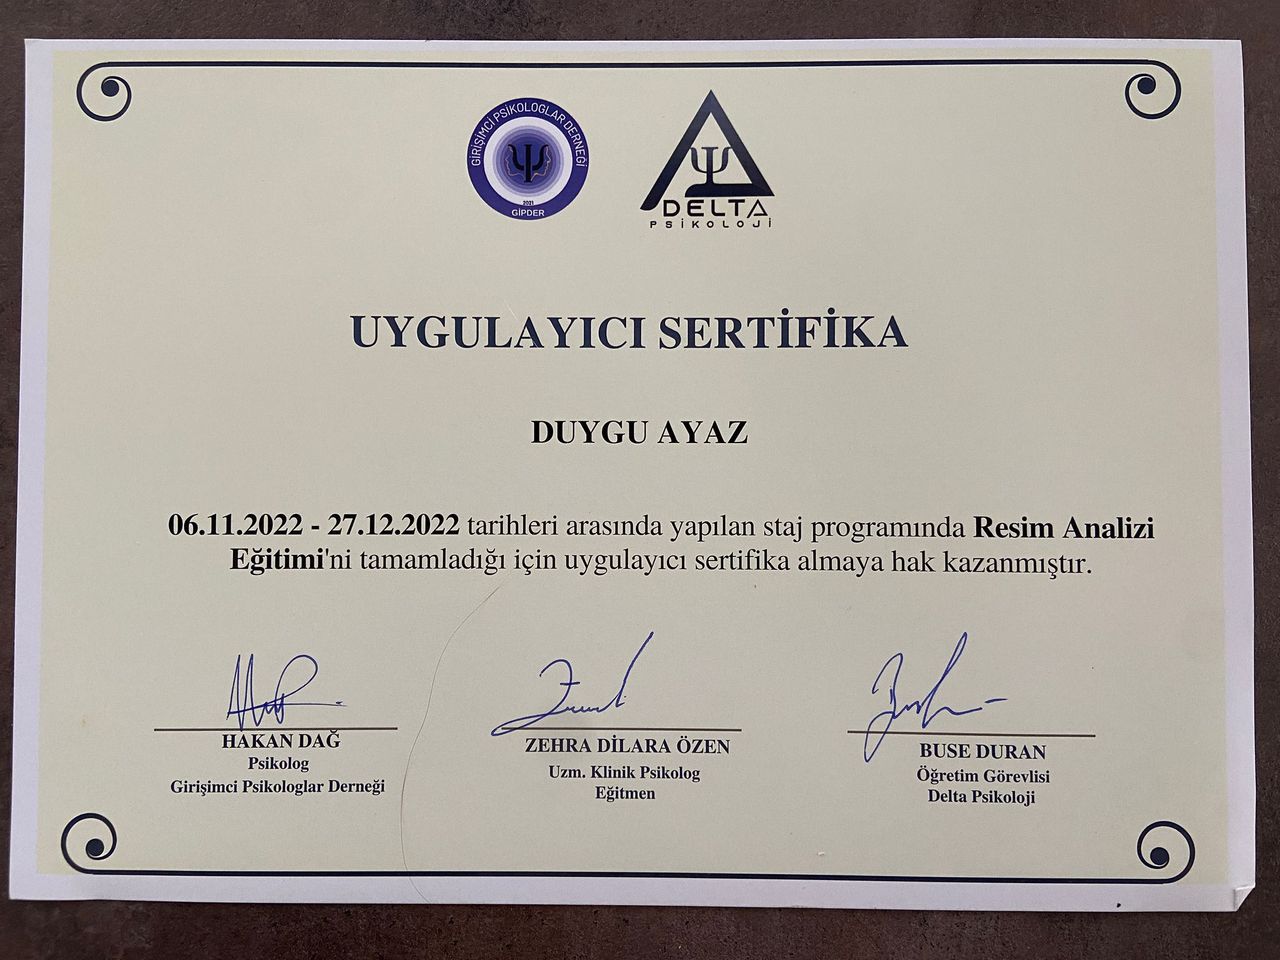 GİRİŞİMCİ PSİKOLOGLAR DERNEĞİ
2021
GİPDER
DELTA
PSİKOLOJİ
UYGULAYICI SERTİFİKA
DUYGU AYAZ
06.11.2022 - 27.12.2022 tarihleri arasında yapılan staj programında Resim Analizi
Eğitimi'ni tamamladığı için uygulayıcı sertifika almaya hak kazanmıştır.
HAKAN DAĞ
Psikolog
Girişimci Psikologlar Derneği
ZEHRA DİLARA ÖZEN
Uzm. Klinik Psikolog
Eğitmen
BUSE DURAN
Öğretim Görevlisi
Delta Psikoloji